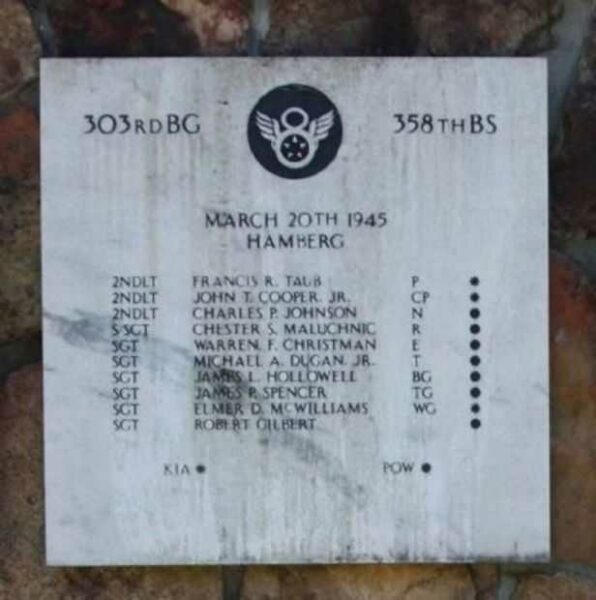 303RD BG 358TH BS
MARCH 20TH 1945
HAMBERG
2NDLT FRANCIS R. TAUB P •
2NDLT JOHN T. COOPER, JR. CP •
2NDLT CHARLES P. JOHNSON N •
S/SGT CHESTER S. MALUCHNIC R •
SGT WARREN. F. CHRISTMAN E •
SGT MICHAEL A. DUGAN. JR. T •
SGT JAMES L. HOLLOWELL BG •
SGT JAMES P. SPENCER TG •
SGT ELMER D. MCWILLIAMS WG •
SGT ROBERT GILBERT •
KIA • POW •